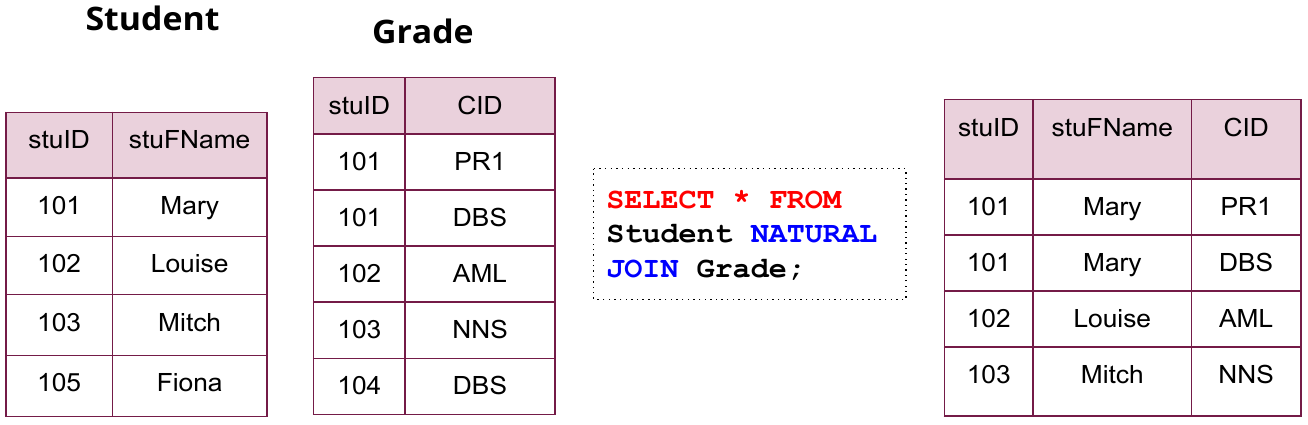 Student
stuID stuFName
101 Mary
102 Louise
103 Mitch
105 Fiona
Grade
stuID CID
101 PR1
101 DBS
102 AML
103 NNS
104 DBS
SELECT * FROM
Student NATURAL
JOIN Grade;
stuID stuFName CID
101 Mary PR1
101 Mary DBS
102 Louise AML
103 Mitch NNS